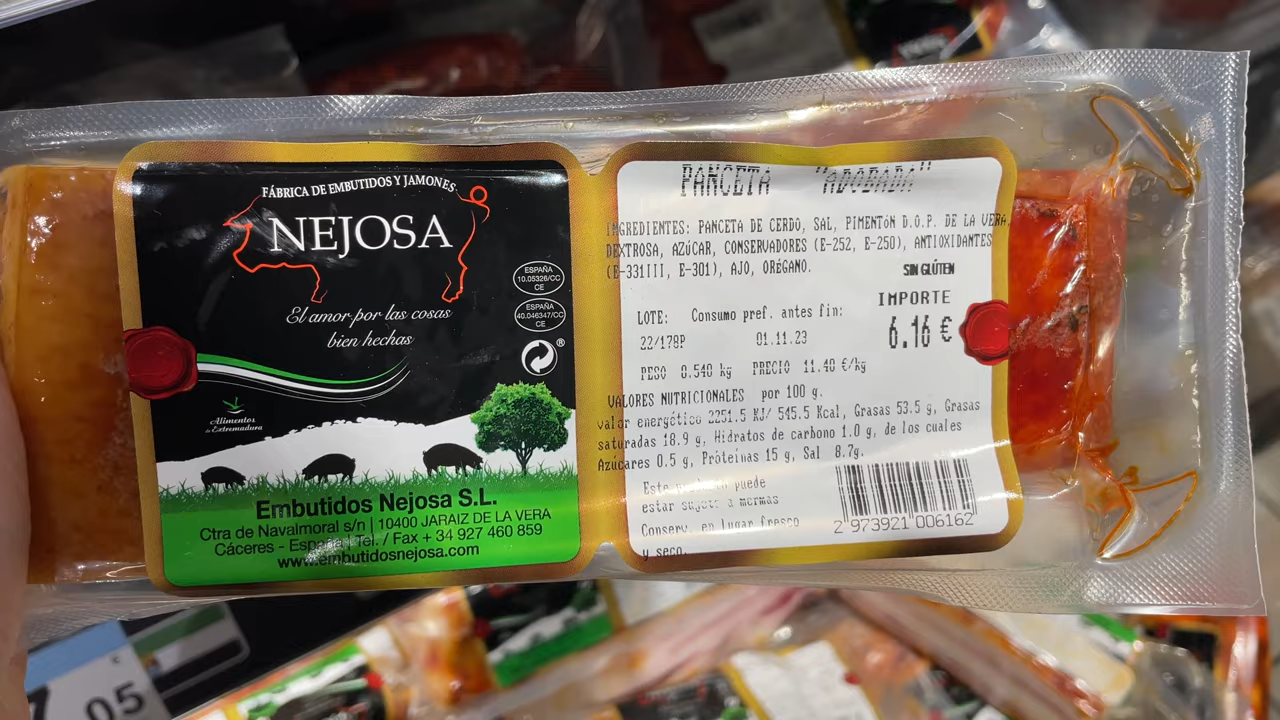 FÁBRICA DE EMBUTIDOS Y JAMONES
NEJOSA
El amor por las cosas
bien hechas
ESPAÑA
10.05326/CC
CE
ESPAÑA
40.046347/CC
CE
®
Alimentos
de Extremadura
Embutidos Nejosa S.L.
Ctra de Navalmoral s/n | 10400 JARAIZ DE LA VERA
Cáceres - España Tel. / Fax + 34 927 460 859
www.embutidosnejosa.com
PANCETA "ADOBADA"
INGREDIENTES: PANCETA DE CERDO, SAL, PIMENTÓN D.O.P. DE LA VERA,
DEXTROSA, AZÚCAR, CONSERVADORES (E-252, E-250), ANTIOXIDANTES
(E-331III, E-301), AJO, ORÉGANO.
SIN GLÚTEN
IMPORTE
6.16 €
LOTE: Consumo pref. antes fin:
22/178P 01.11.23
PESO 0.540 kg PRECIO 11.40 €/kg
VALORES NUTRICIONALES por 100 g.
valor energético 2251.5 KJ/ 545.5 Kcal, Grasas 53.5 g, Grasas
saturadas 18.9 g, Hidratos de carbono 1.0 g, de los cuales
Azúcares 0.5 g, Próteínas 15 g, Sal 8.7g.
Este producto puede
estar sujeto a mermas
Conserv. en lugar fresco
y seco.
2 973921 006162
05